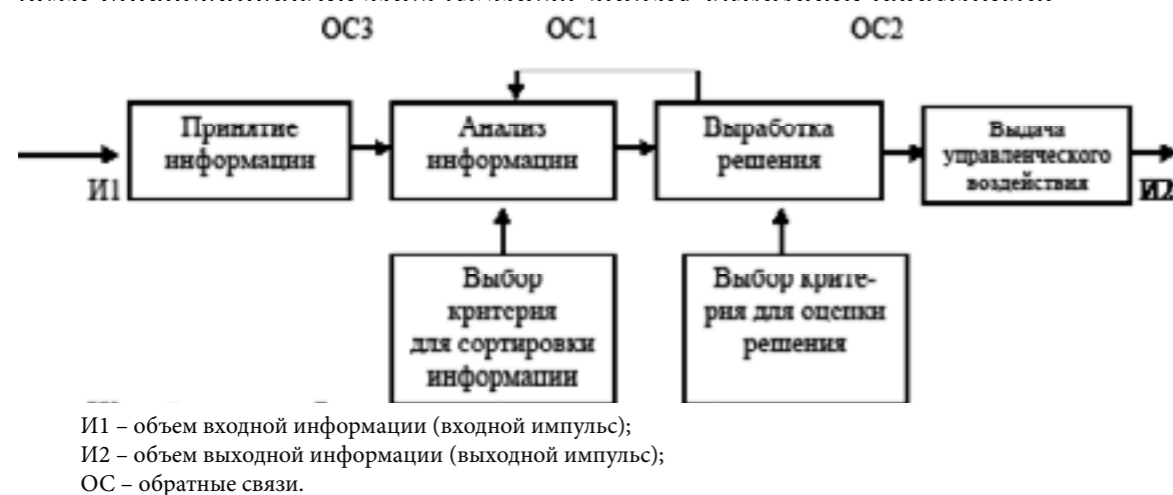 ОС3 ОС1 ОС2
Принятие
информации
Анализ
информации
Выработка
решения
Выдача
управленческого
воздействия
И1
И2
Выбор
критерия
для сортировки
информации
Выбор крите-
рия для оценки
решения
И1 – объем входной информации (входной импульс);
И2 – объем выходной информации (выходной импульс);
ОС – обратные связи.